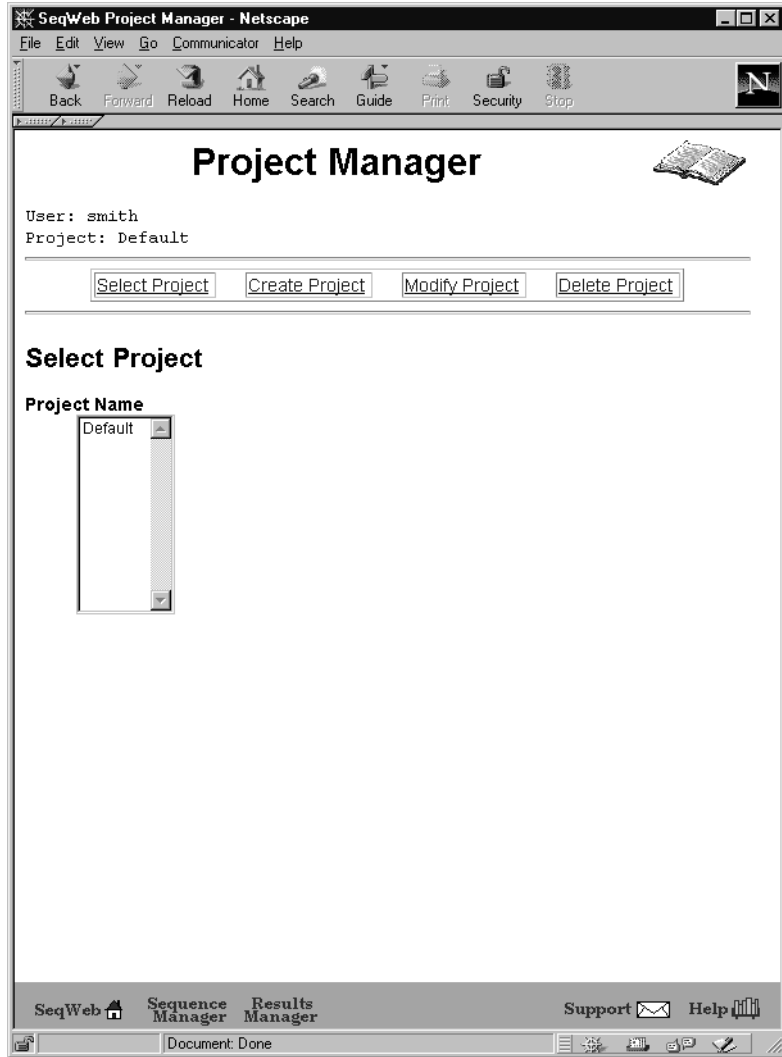 SeqWeb Project Manager - Netscape
File Edit View Go Communicator Help
Back Forward Reload Home Search Guide Print Security Stop
N
Project Manager
User: smith
Project: Default
Select Project Create Project Modify Project Delete Project
Select Project
Project Name
Default
SeqWeb Sequence Manager Results Manager Support Help
Document: Done